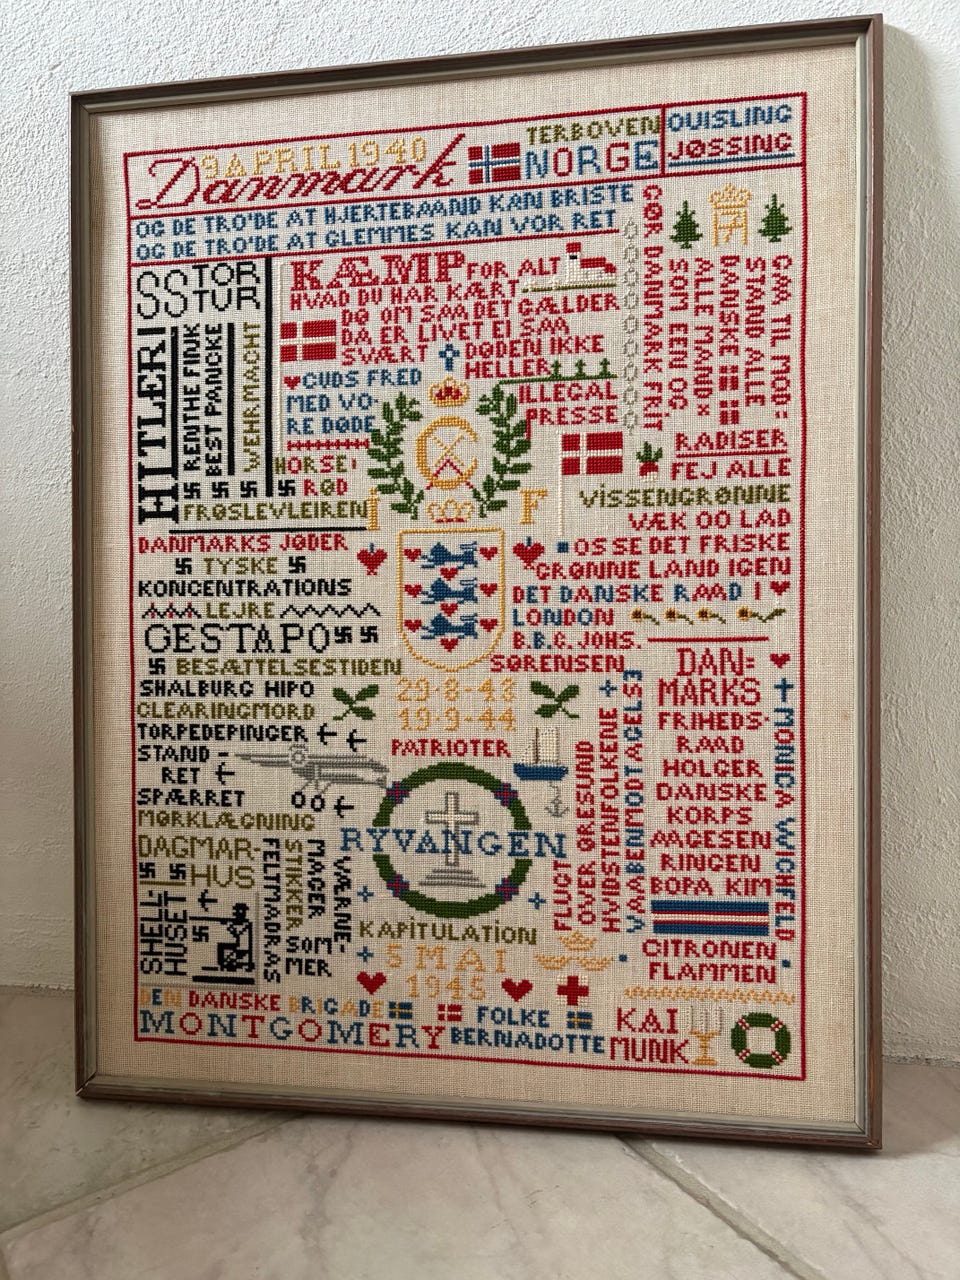 9 APRIL 1940
Danmark
TERBOVEN
NORGE
QUISLING
JØSSING
OG DE TRO'DE AT HJERTEBAAND KAN BRISTE
OG DE TRO'DE AT GLEMMES KAN VOR RET
SS STOR
STUR
HITLER!
RENTHE FINK
BEST PANCKE
WEHRMACHT
KÆMP FOR ALT
HVAD DU HAR KÆRT
DØ OM SAA DET GÆLDER
DA ER LIVET EI SAA
SVÆRT
DØDEN IKKE
HELLER
GUDS FRED
MED VO-
RE DØDE
ILLEGAL
PRESSE
HORSE:
RØD
FRØSLEVLEIREN
C X
GØR DANMARK FRIT
SOM EEN OG
ALLE MAND×
DANSKE
STAND ALLE
GAA TIL MOD=
RADISER
FEJ ALLE
VISSENGRØNNE
VÆK OO LAD
OSSE DET FRISKE
GRØNNE LAND IGEN
I F
DANMARKS JØDER
TYSKE
KONCENTRATIONS
LEJRE
GESTAPO
BESÆTTELSESTIDEN
DET DANSKE RAAD I
LONDON
B.B.C. JOHS.
SØRENSEN
SHALBURG HIPO
CLEARINGMORD
TORPEDEPINGER
STAND-
RET
SPÆRRET
MØRKLÆGNING
29-8-43
19-9-44
PATRIOTER
RYVANGEN
DAGMAR-
HUS
SHELL-
HUSET
FELTMADRAS
STIKKER
MAGER
VÆRNE-
SOM-
MER
FLUGT
OVER ØRESUND
HVIDSTENFOLKENE
VAABENMODTAGELSE
DAN=
MARKS
FRIHEDS-
RAAD
HOLGER
DANSKE
KORPS
AAGESEN
RINGEN
BOPA KIM
MONICA WICHFELD
CITRONEN
FLAMMEN
KAPITULATION
5 MAI
1945
DEN DANSKE BRIGADE
MONTGOMERY
FOLKE
BERNADOTTE
KAI
MUNK